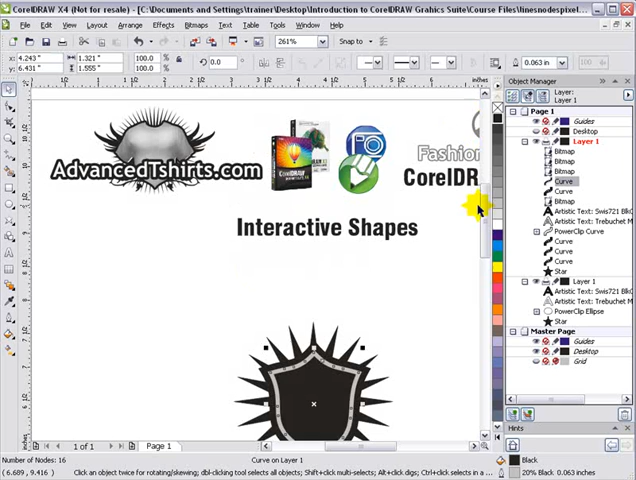 CorelDRAW X4 (Not for resale) - [C:\Documents and Settings\trainer\Desktop\Introduction to CorelDRAW Grahics Suite\Course Files\linesnodespixel...
File Edit View Layout Arrange Effects Bitmaps Text Table Tools Window Help
261% Snap to
x: 4.243" 1.321" 100.0 %
y: 6.431" 1.555" 100.0 %
0.0
0.063 in
inches
AdvancedTshirts.com
Fashion
CorelDR
Interactive Shapes
Object Manager
Layer:
Layer 1
Page 1
Guides
Desktop
Layer 1
Bitmap
Bitmap
Bitmap
Curve
Curve
Bitmap
Artistic Text: Swis721 BlkC
Artistic Text: Trebuchet M
PowerClip Curve
Curve
Curve
Curve
Star
Layer 1
Artistic Text: Swis721 BlkC
Artistic Text: Trebuchet M
PowerClip Ellipse
Star
Master Page
Guides
Desktop
Grid
Hints
1 of 1 Page 1
Number of Nodes: 16 Curve on Layer 1 Black
( 6.689, 9.416 ) Click an object twice for rotating/skewing; dbl-clicking tool selects all objects; Shift+click multi-selects; Alt+click digs; Ctrl+click selects in a ... 20% Black 0.063 inches